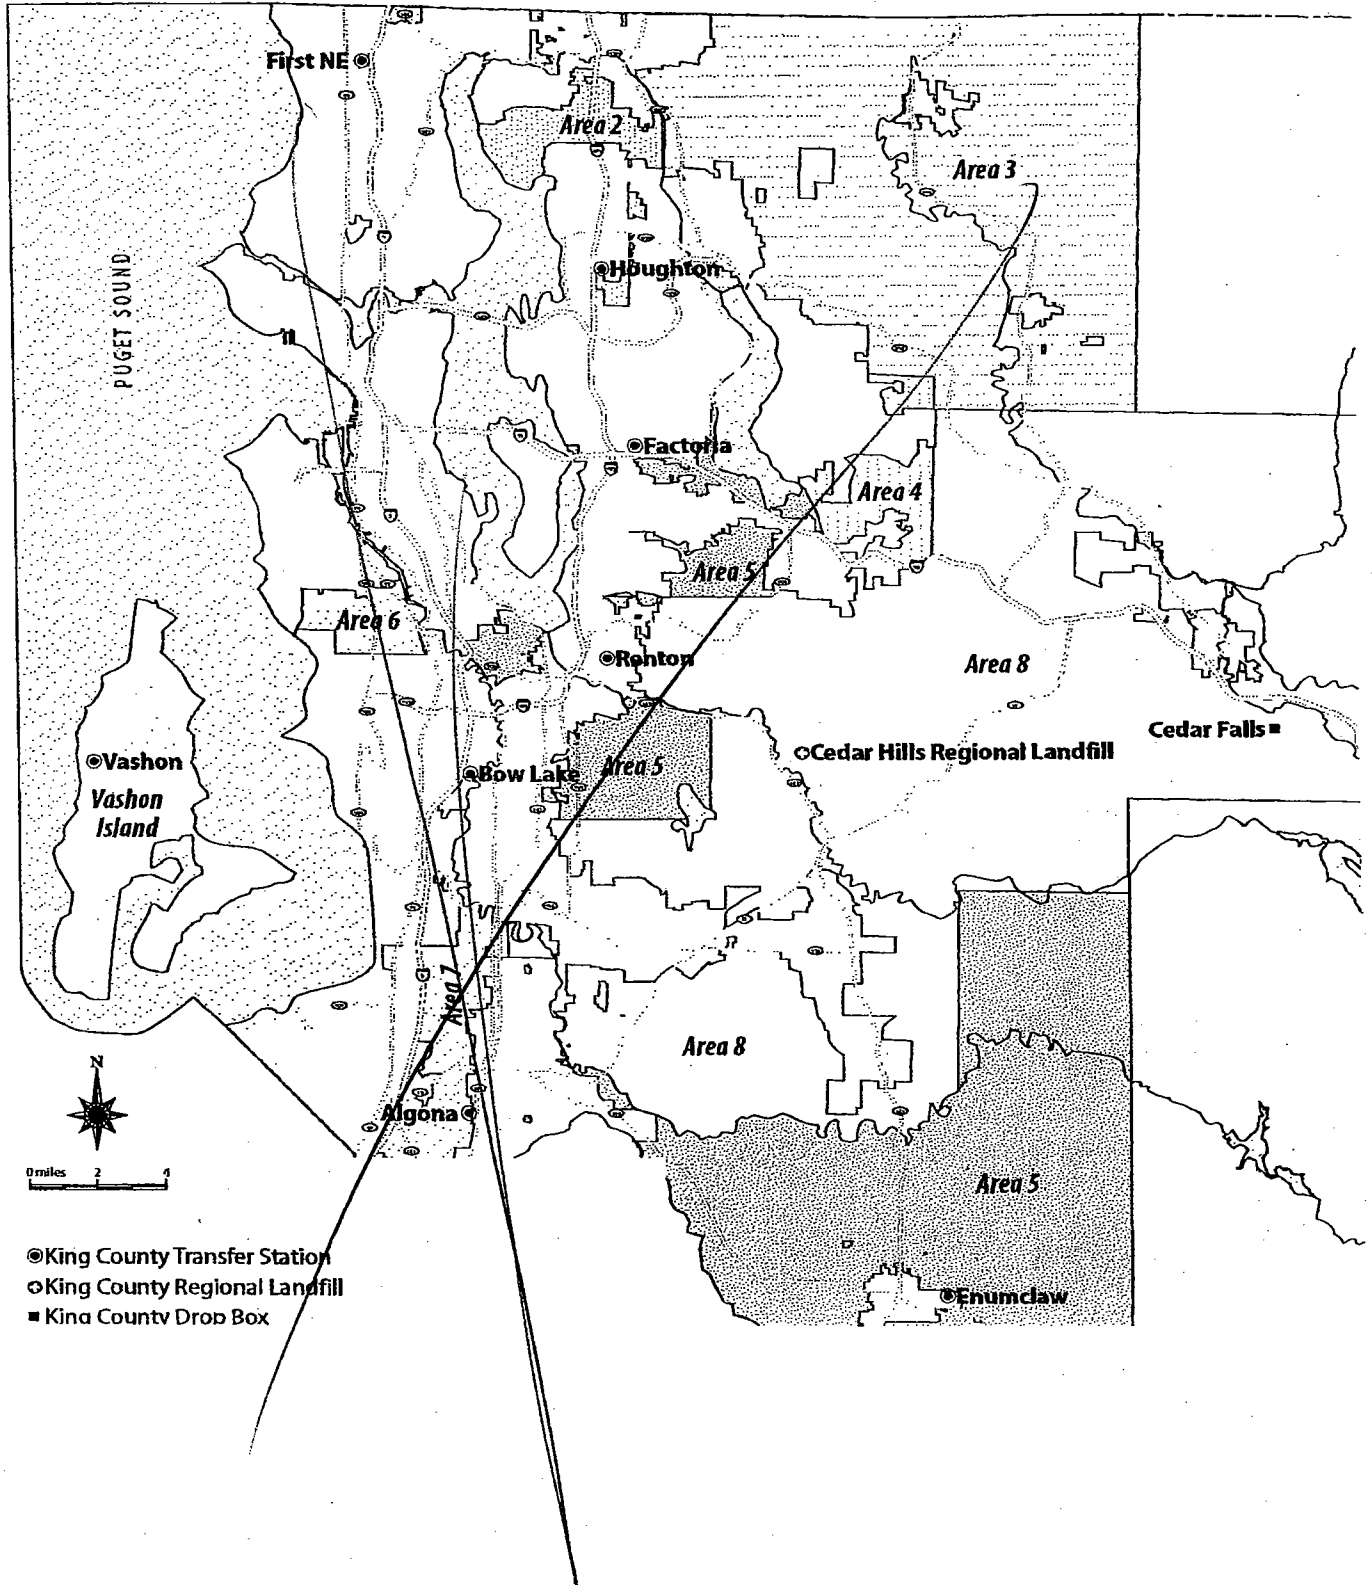 First NE
Area 2
Area 3
PUGET SOUND
Houghton
Factoria
Area 4
Area 5
Area 6
Renton
Area 8
Cedar Falls
Vashon
Cedar Hills Regional Landfill
Bow Lake
Area 5
Vashon
Island
Area 7
Area 8
N
Algona
0 miles 2 4
Area 5
King County Transfer Station
King County Regional Landfill
King County Drop Box
Enumclaw